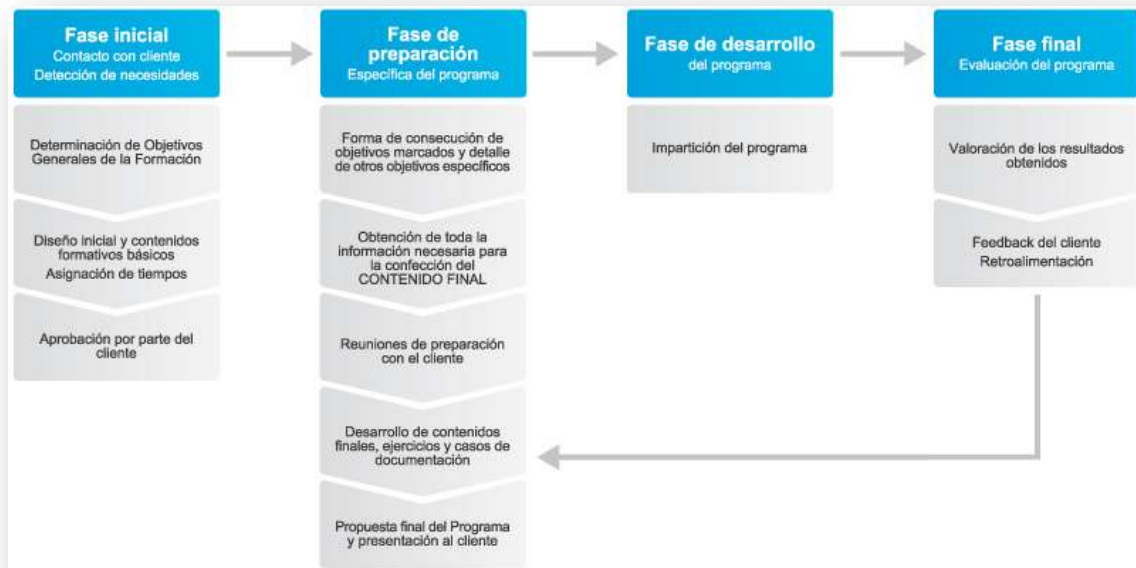 Fase inicial
Contacto con cliente
Detección de necesidades
Determinación de Objetivos
Generales de la Formación
Diseño inicial y contenidos
formativos básicos
Asignación de tiempos
Aprobación por parte del
cliente
Fase de
preparación
Específica del programa
Forma de consecución de
objetivos marcados y detalle
de otros objetivos específicos
Obtención de toda la
información necesaria para
la confección del
CONTENIDO FINAL
Reuniones de preparación
con el cliente
Desarrollo de contenidos
finales, ejercicios y casos de
documentación
Propuesta final del Programa
y presentación al cliente
Fase de desarrollo
del programa
Impartición del programa
Fase final
Evaluación del programa
Valoración de los resultados
obtenidos
Feedback del cliente
Retroalimentación